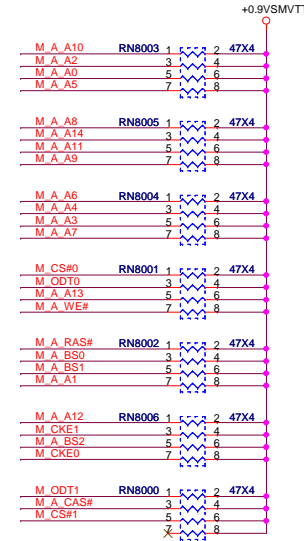 +0.9VSMVTT
M_A_A10 RN8003 1 2 47X4
M_A_A2 3 4
M_A_A0 5 6
M_A_A5 7 8
M_A_A8 RN8005 1 2 47X4
M_A_A14 3 4
M_A_A11 5 6
M_A_A9 7 8
M_A_A6 RN8004 1 2 47X4
M_A_A4 3 4
M_A_A3 5 6
M_A_A7 7 8
M_CS#0 RN8001 1 2 47X4
M_ODT0 3 4
M_A_A13 5 6
M_A_WE# 7 8
M_A_RAS# RN8002 1 2 47X4
M_A_BS0 3 4
M_A_BS1 5 6
M_A_A1 7 8
M_A_A12 RN8006 1 2 47X4
M_CKE1 3 4
M_A_BS2 5 6
M_CKE0 7 8
M_ODT1 RN8000 1 2 47X4
M_A_CAS# 3 4
M_CS#1 5 6
7 8